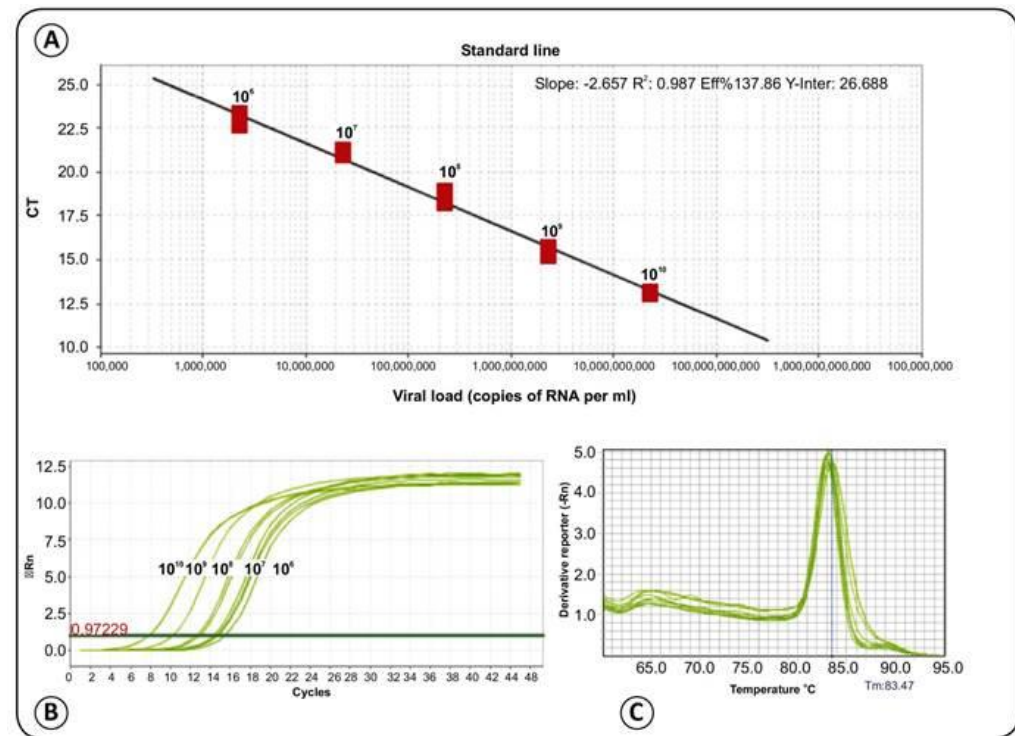 A
Standard line
Slope: -2.657 R²: 0.987 Eff%137.86 Y-Inter: 26.688
25.0
22.5
20.0
17.5
15.0
12.5
10.0
CT
10⁶
10⁷
10⁸
10⁹
10¹⁰
100,000 1,000,000 10,000,000 100,000,000 1,000,000,000 10,000,000,000 100,000,000,000 1,000,000,000,000 100,000,000,000
Viral load (copies of RNA per ml)
12.5
10.0
7.5
5.0
2.5
0.0
Rn
10¹⁰ 10⁹ 10⁸ 10⁷ 10⁶
0.97229
0 2 4 6 8 10 12 14 16 18 20 22 24 26 28 30 32 34 36 38 40 42 44 46 48
Cycles
B
5.0
4.0
3.0
2.0
1.0
Derivative reporter (-Rn)
65.0 70.0 75.0 80.0 85.0 90.0 95.0
Temperature °C
Tm:83.47
C